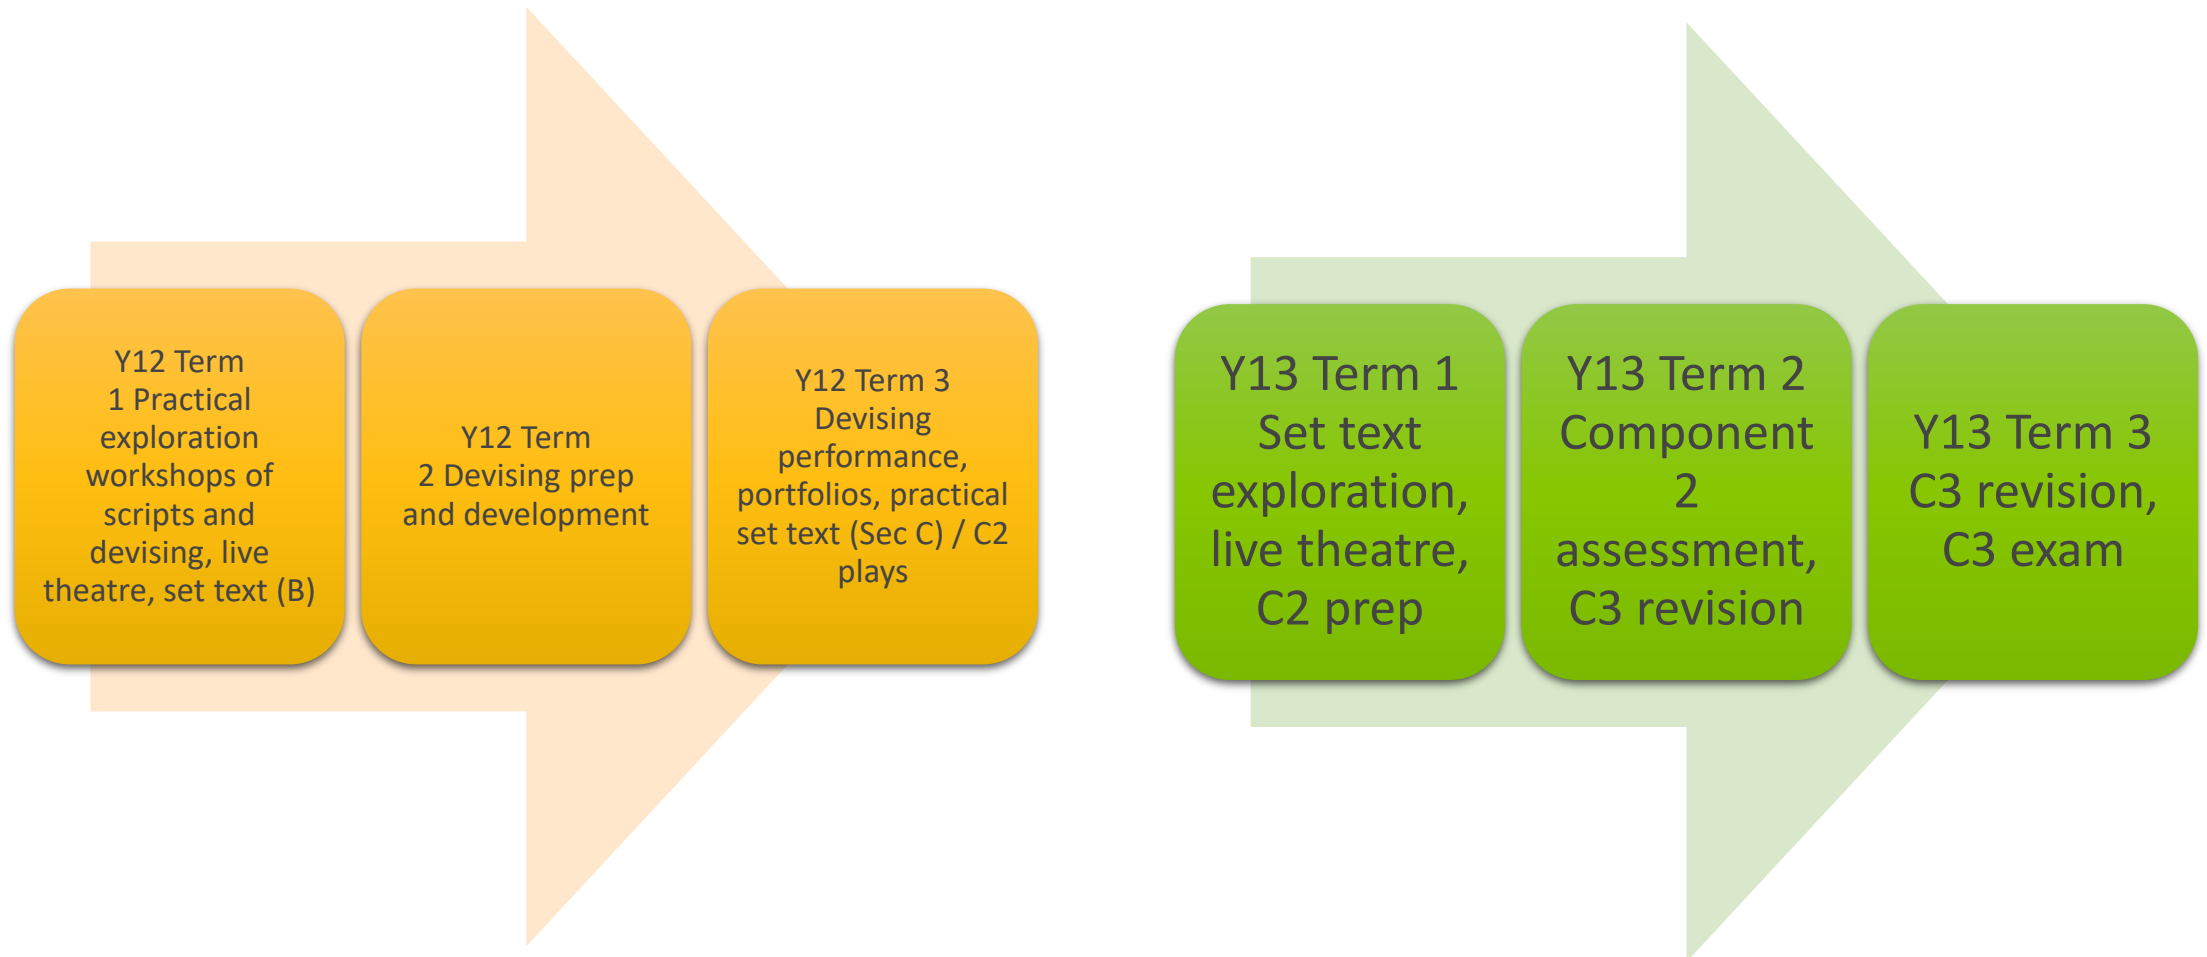 Y12 Term
1 Practical
exploration
workshops of
scripts and
devising, live
theatre, set text (B)
Y12 Term
2 Devising prep
and development
Y12 Term 3
Devising
performance,
portfolios, practical
set text (Sec C) / C2
plays
Y13 Term 1
Set text
exploration,
live theatre,
C2 prep
Y13 Term 2
Component
2
assessment,
C3 revision
Y13 Term 3
C3 revision,
C3 exam